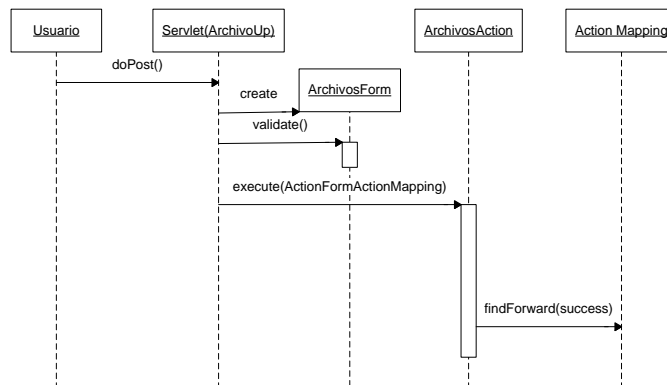 Usuario
Servlet(ArchivoUp)
ArchivosAction
Action Mapping
doPost()
create
ArchivosForm
validate()
execute(ActionFormActionMapping)
findForward(success)